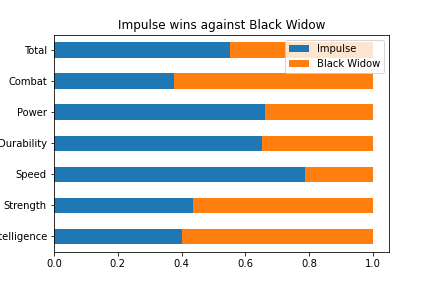 Impulse wins against Black Widow
Impulse
Black Widow
Total
Combat
Power
Durability
Speed
Strength
telligence
0.0 0.2 0.4 0.6 0.8 1.0